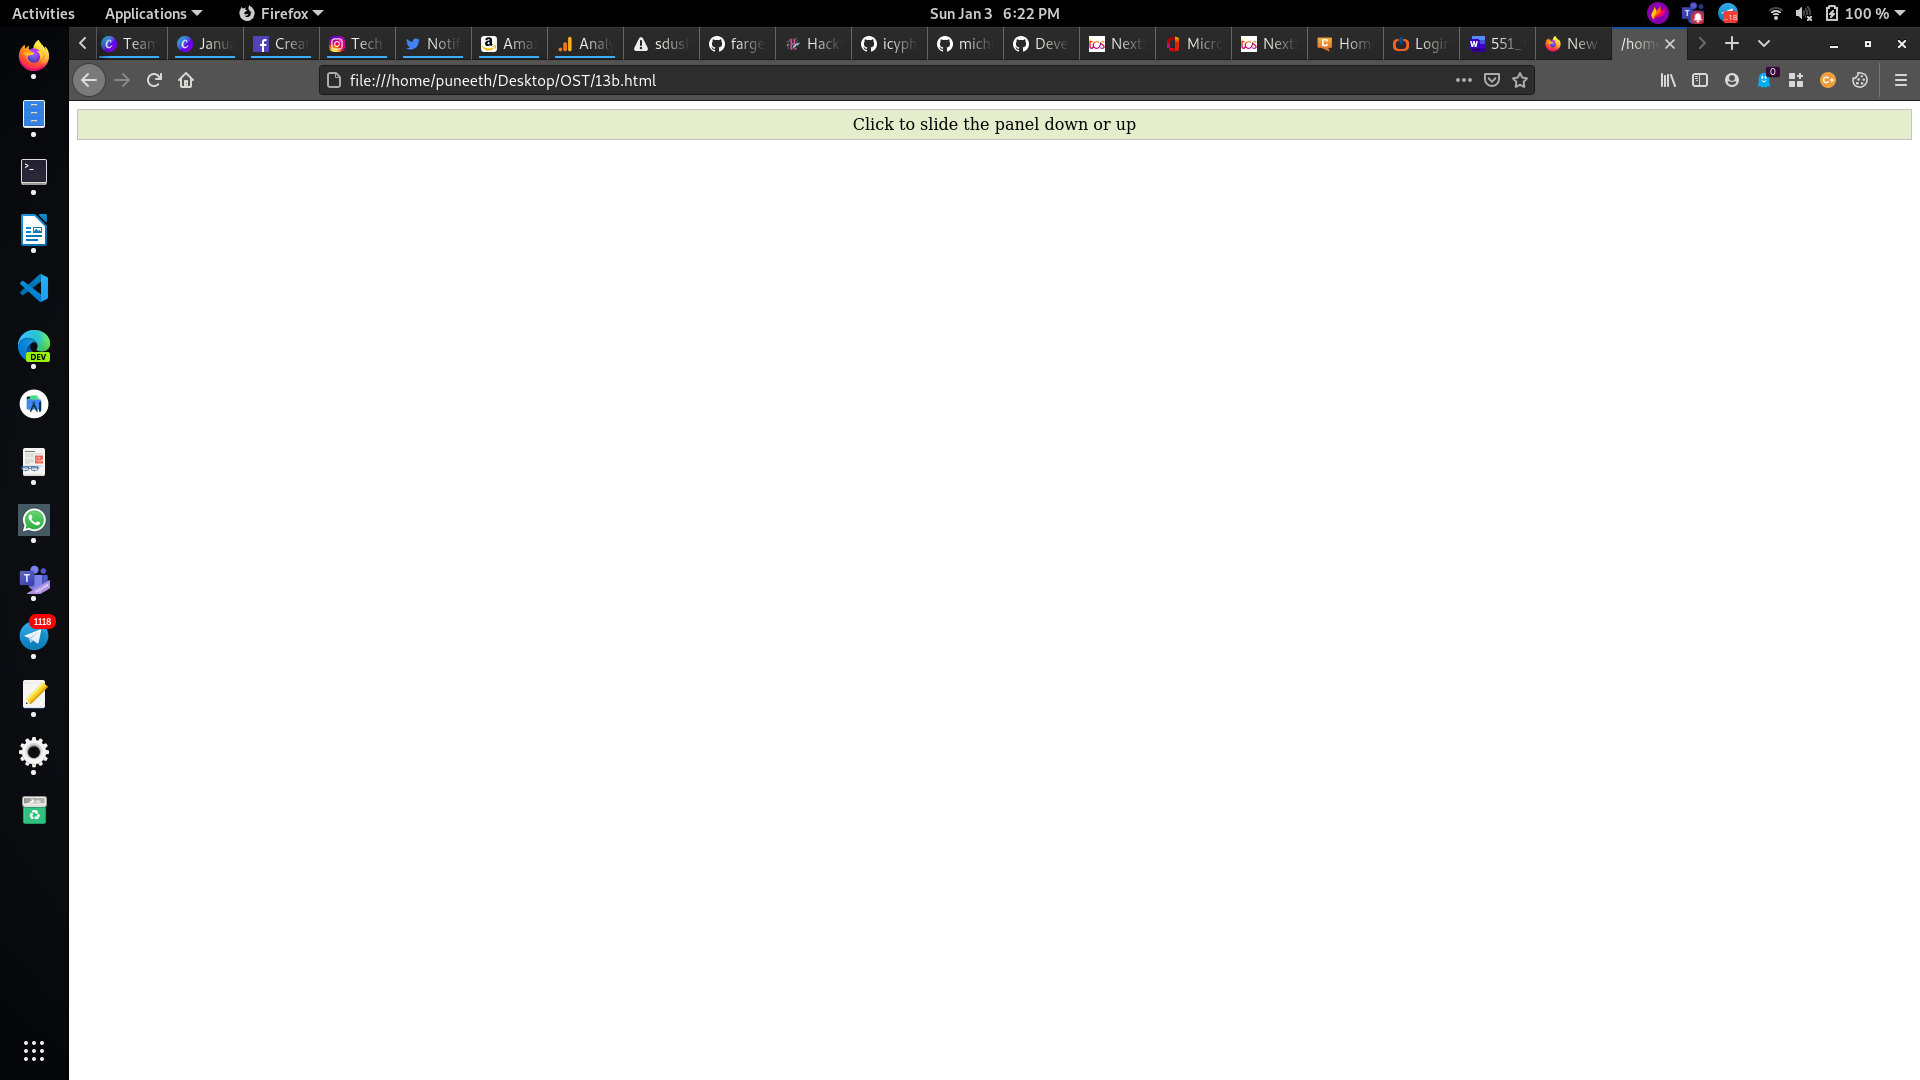 Activities Applications Firefox Sun Jan 3 6:22 PM 100 %
Team Janu Crea Tech Notif Ama Analy sdusl farge Hack icyph mich Deve Next Micro Next Hom Login 551_ New /hom
file:///home/puneeth/Desktop/OST/13b.html 0
Click to slide the panel down or up
DEV
1118